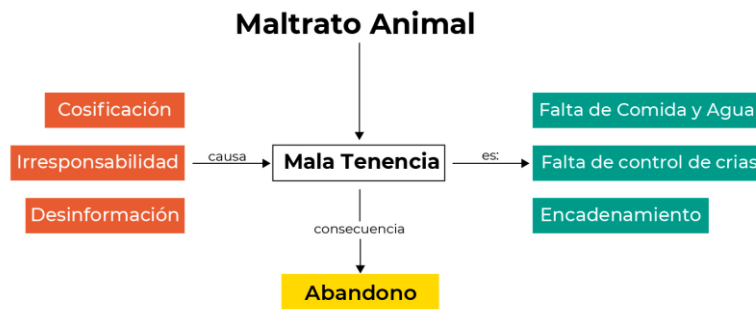 Maltrato Animal
Cosificación
Irresponsabilidad
Desinformación
causa
Mala Tenencia
es:
Falta de Comida y Agua
Falta de control de crias
Encadenamiento
consecuencia
Abandono